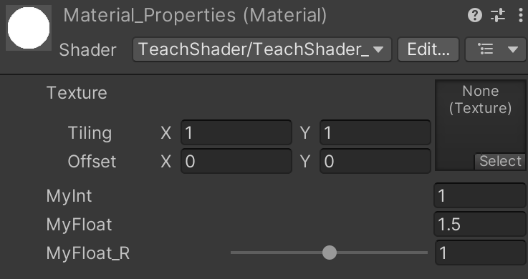 Material_Properties (Material)
Shader TeachShader/TeachShader_ Edit...
Texture
None
(Texture)
Tiling X 1 Y 1
Offset X 0 Y 0
Select
MyInt 1
MyFloat 1.5
MyFloat_R 1